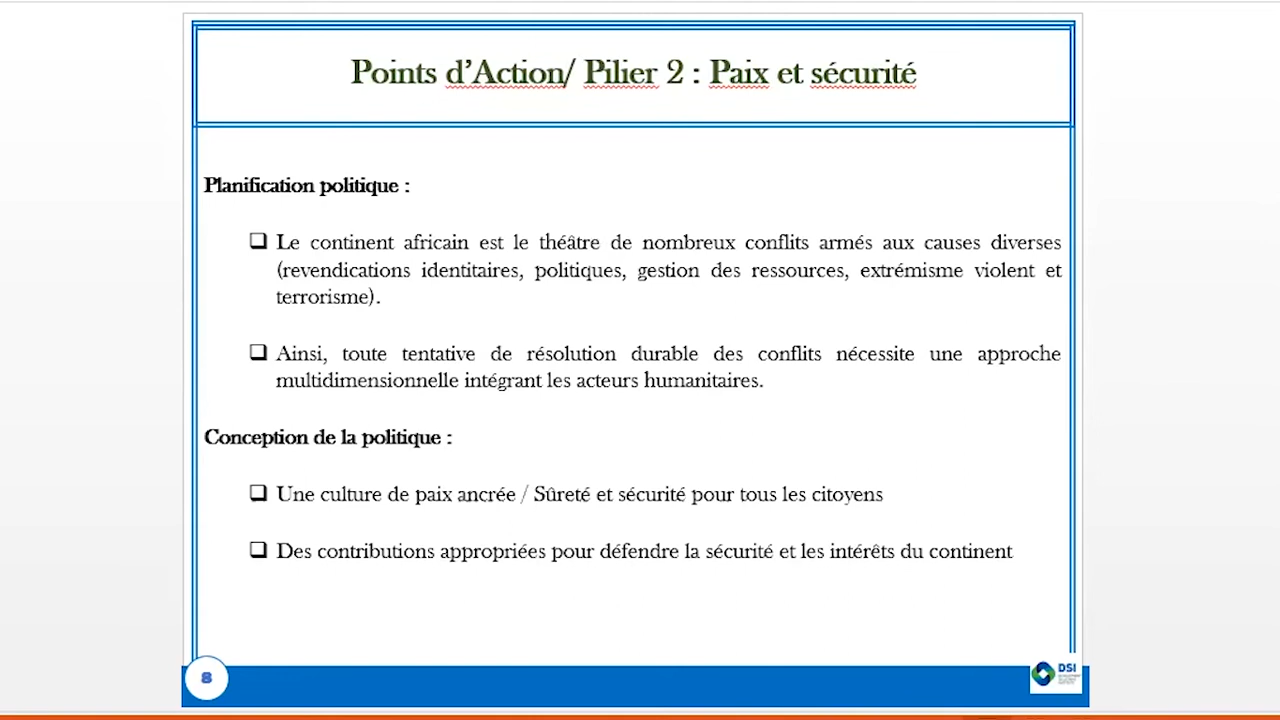 Points d’Action/ Pilier 2 : Paix et sécurité
Planification politique :
Le continent africain est le théâtre de nombreux conflits armés aux causes diverses
(revendications identitaires, politiques, gestion des ressources, extrémisme violent et
terrorisme).
Ainsi, toute tentative de résolution durable des conflits nécessite une approche
multidimensionnelle intégrant les acteurs humanitaires.
Conception de la politique :
Une culture de paix ancrée / Sûreté et sécurité pour tous les citoyens
Des contributions appropriées pour défendre la sécurité et les intérêts du continent
8
DSI